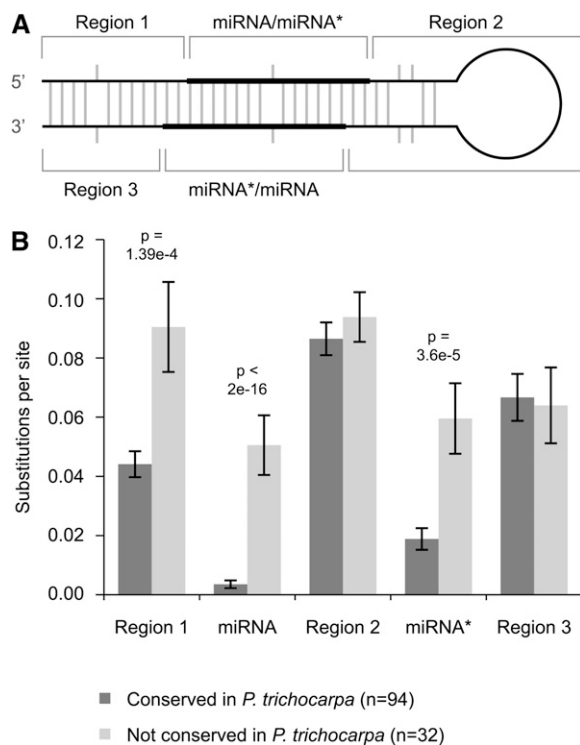 A
Region 1 miRNA/miRNA* Region 2
5'
3'
Region 3 miRNA*/miRNA
B
Substitutions per site
0.12
0.10
0.08
0.06
0.04
0.02
0.00
p =
1.39e-4
p <
2e-16
p =
3.6e-5
Region 1 miRNA Region 2 miRNA* Region 3
Conserved in P. trichocarpa (n=94)
Not conserved in P. trichocarpa (n=32)